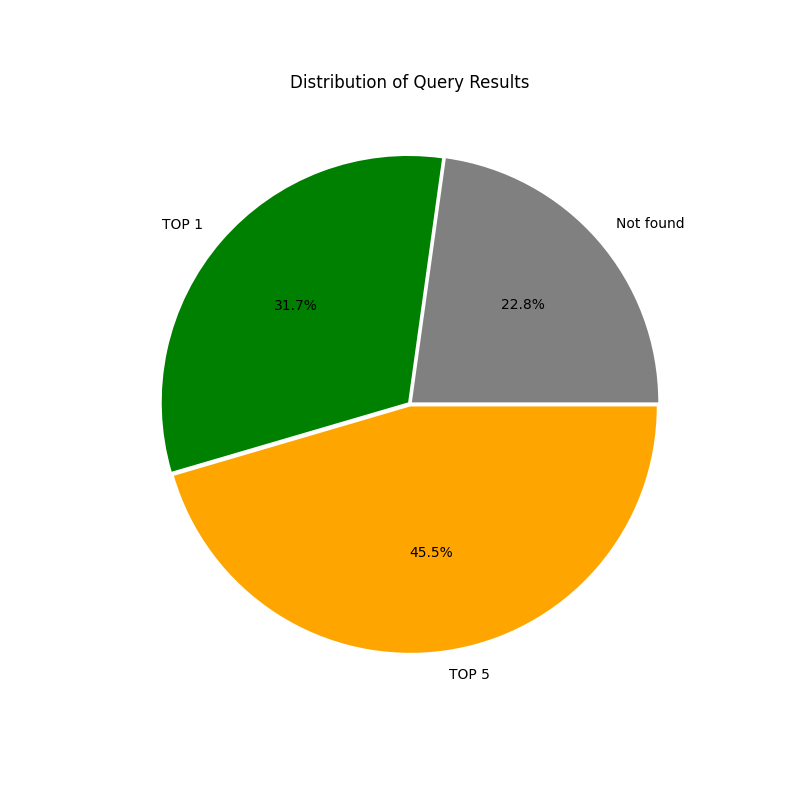 Distribution of Query Results
TOP 1
Not found
31.7%
22.8%
45.5%
TOP 5